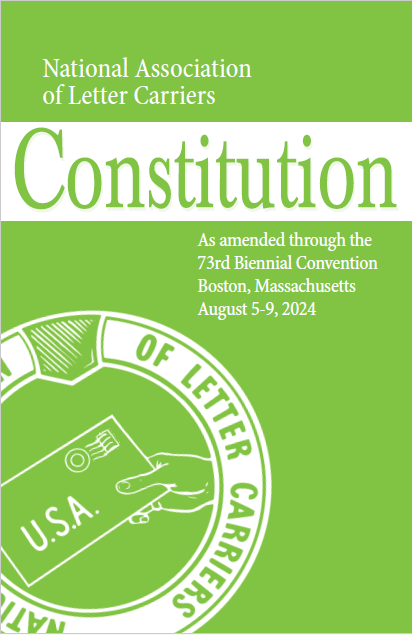 National Association
of Letter Carriers
Constitution
As amended through the
73rd Biennial Convention
Boston, Massachusetts
August 5-9, 2024
OF LETTER CARRIERS
U.S.A.